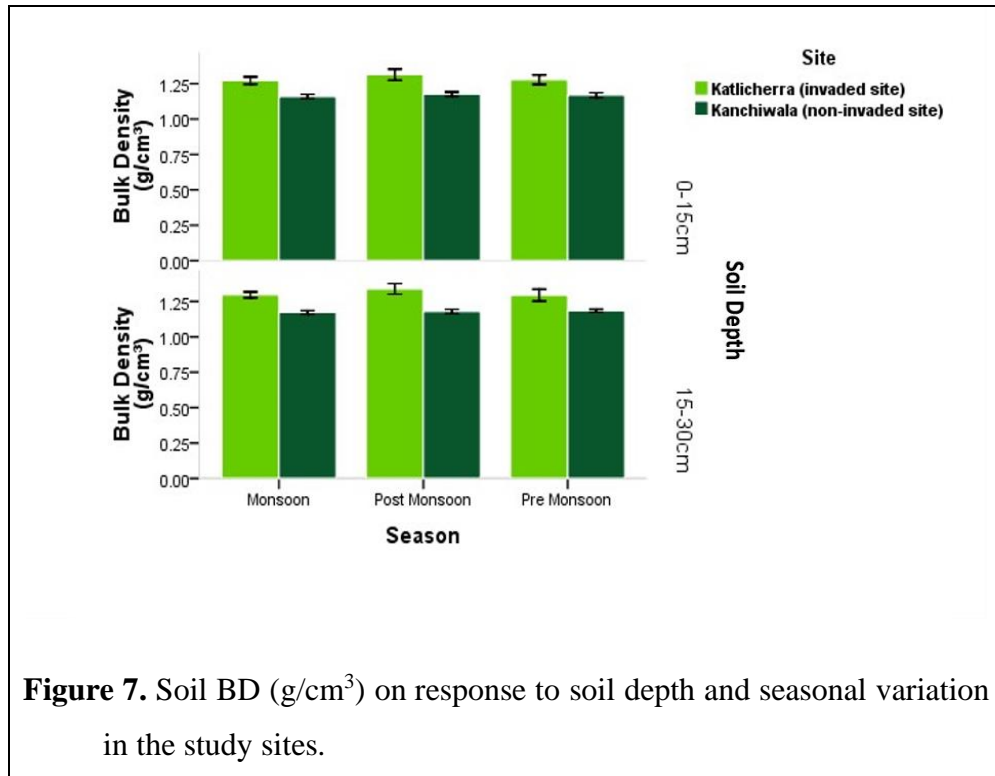 Site
Katlicherra (invaded site)
Kanchiwala (non-invaded site)
Bulk Density
(g/cm³)
1.25
1.00
0.75
0.50
0.25
0.00
0-15cm
Bulk Density
(g/cm³)
1.25
1.00
0.75
0.50
0.25
0.00
15-30cm
Soil Depth
Monsoon Post Monsoon Pre Monsoon
Season
Figure 7. Soil BD (g/cm³) on response to soil depth and seasonal variation
in the study sites.